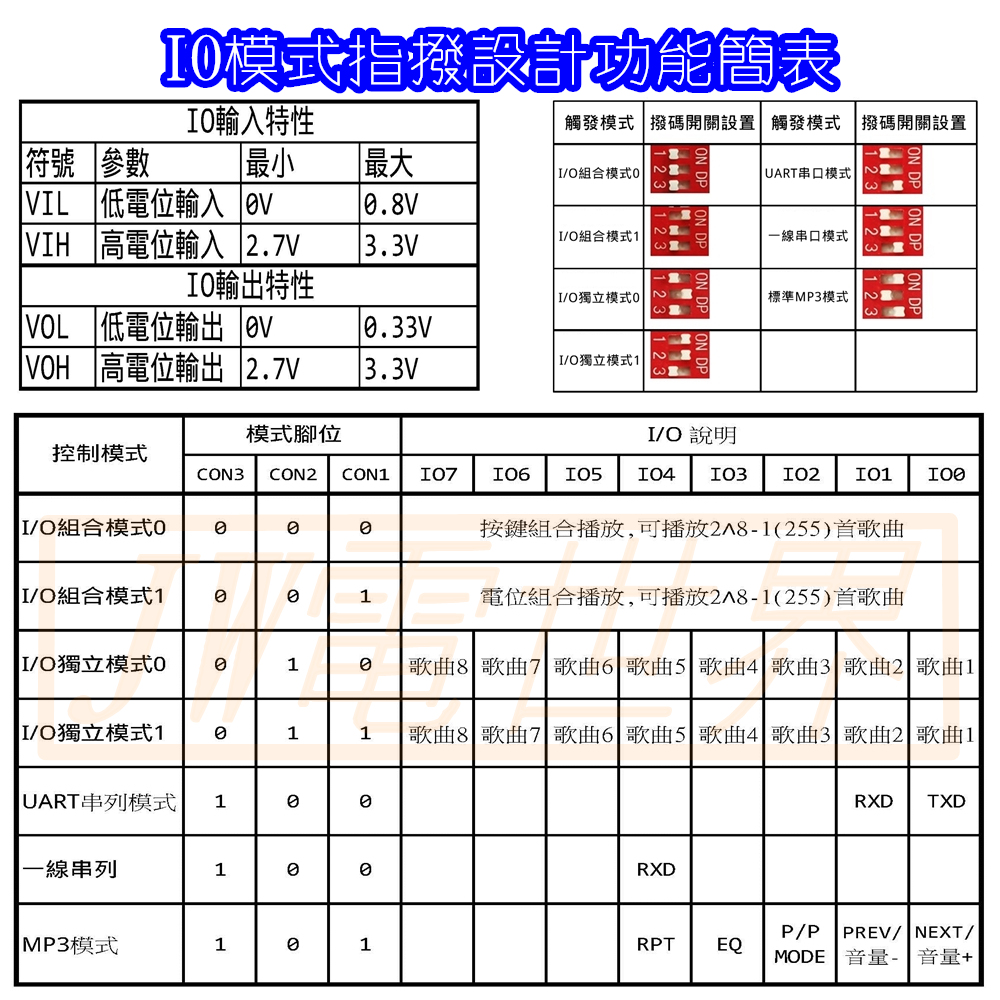 IO模式指撥設計功能簡表
IO輸入特性
符號 參數 最小 最大
VIL 低電位輸入 0V 0.8V
VIH 高電位輸入 2.7V 3.3V
IO輸出特性
VOL 低電位輸出 0V 0.33V
VOH 高電位輸出 2.7V 3.3V
觸發模式 撥碼開關設置 觸發模式 撥碼開關設置
I/O組合模式0 ON DP 1 2 3 UART串口模式 ON DP 1 2 3
I/O組合模式1 ON DP 1 2 3 一線串口模式 ON DP 1 2 3
I/O獨立模式0 ON DP 1 2 3 標準MP3模式 ON DP 1 2 3
I/O獨立模式1 ON DP 1 2 3
控制模式 模式腳位 I/O 說明
CON3 CON2 CON1 IO7 IO6 IO5 IO4 IO3 IO2 IO1 IO0
I/O組合模式0 0 0 0 按鍵組合播放,可播放2^8-1(255)首歌曲
I/O組合模式1 0 0 1 電位組合播放,可播放2^8-1(255)首歌曲
I/O獨立模式0 0 1 0 歌曲8 歌曲7 歌曲6 歌曲5 歌曲4 歌曲3 歌曲2 歌曲1
I/O獨立模式1 0 1 1 歌曲8 歌曲7 歌曲6 歌曲5 歌曲4 歌曲3 歌曲2 歌曲1
UART串列模式 1 0 0 RXD TXD
一線串列 1 0 0 RXD
MP3模式 1 0 1 RPT EQ P/P MODE PREV/音量- NEXT/音量+
JW電世界